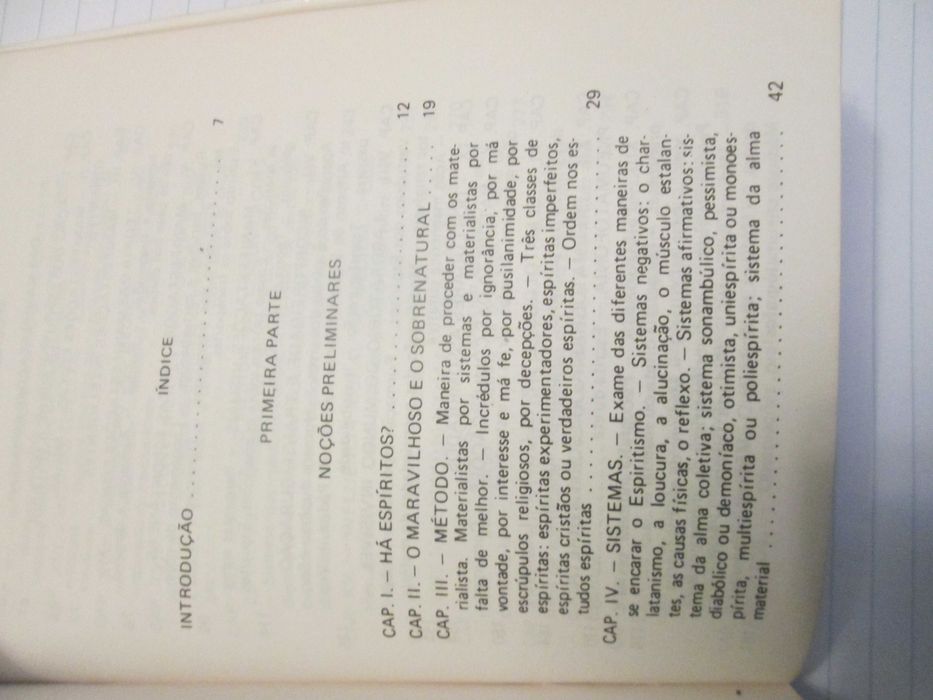 ÍNDICE
INTRODUÇÃO .................................. 7
PRIMEIRA PARTE
NOÇÕES PRELIMINARES
CAP. I. – HÁ ESPÍRITOS? .......................... 12
CAP. II. – O MARAVILHOSO E O SOBRENATURAL ..... 19
CAP. III. – MÉTODO. – Maneira de proceder com os mate-
rialista. Materialistas por sistemas e materialistas por
falta de melhor. – Incrédulos por ignorância, por má
vontade, por interesse e má fe, por pusilanimidade, por
escrúpulos religiosos, por decepções. – Três classes de
espíritas: espíritas experimentadores, espíritas imperfeitos,
espíritas cristãos ou verdadeiros espíritas. – Ordem nos es-
tudos espíritas .................................. 29
CAP. IV. – SISTEMAS. – Exame das diferentes maneiras de
se encarar o Espiritismo. – Sistemas negativos: o char-
latanismo, a loucura, a alucinação, o músculo estalan-
tes, as causas físicas, o reflexo. – Sistemas afirmativos: sis-
tema da alma coletiva; sistema sonambúlico, pessimista,
diabólico ou demoníaco, otimista, uniespírita ou monoes-
pírita, multiespírita ou poliespírita; sistema da alma
material ........................................ 42